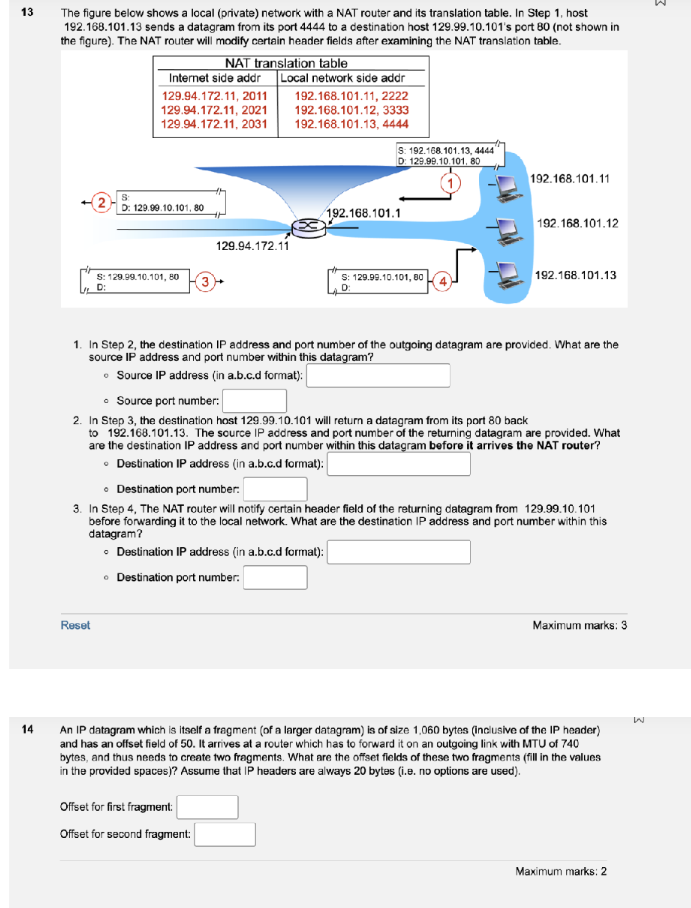 13 The figure below shows a local (private) network with a NAT router and its translation table. In Step 1, host
192.168.101.13 sends a datagram from its port 4444 to a destination host 129.99.10.101's port 80 (not shown in
the figure). The NAT router will modify certain header fields after examining the NAT translation table.
NAT translation table
Internet side addr Local network side addr
129.94.172.11, 2011 192.168.101.11, 2222
129.94.172.11, 2021 192.168.101.12, 3333
129.94.172.11, 2031 192.168.101.13, 4444
S: 192.168.101.13, 4444
D: 129.99.10.101, 80
1
192.168.101.11
2
S:
D: 129.99.10.101, 80
192.168.101.1
192.168.101.12
129.94.172.11
S: 129.99.10.101, 80
D:
3
S: 129.99.10.101, 80
D:
4
192.168.101.13
1. In Step 2, the destination IP address and port number of the outgoing datagram are provided. What are the
source IP address and port number within this datagram?
Source IP address (in a.b.c.d format):
Source port number:
2. In Step 3, the destination host 129.99.10.101 will return a datagram from its port 80 back
to 192.168.101.13. The source IP address and port number of the returning datagram are provided. What
are the destination IP address and port number within this datagram before it arrives the NAT router?
Destination IP address (in a.b.c.d format):
Destination port number:
3. In Step 4, The NAT router will notify certain header field of the returning datagram from 129.99.10.101
before forwarding it to the local network. What are the destination IP address and port number within this
datagram?
Destination IP address (in a.b.c.d format):
Destination port number:
Reset Maximum marks: 3
14 An IP datagram which is itself a fragment (of a larger datagram) is of size 1,060 bytes (inclusive of the IP header)
and has an offset field of 50. It arrives at a router which has to forward it on an outgoing link with MTU of 740
bytes, and thus needs to create two fragments. What are the offset fields of these two fragments (fill in the values
in the provided spaces)? Assume that IP headers are always 20 bytes (i.e. no options are used).
Offset for first fragment:
Offset for second fragment:
Maximum marks: 2